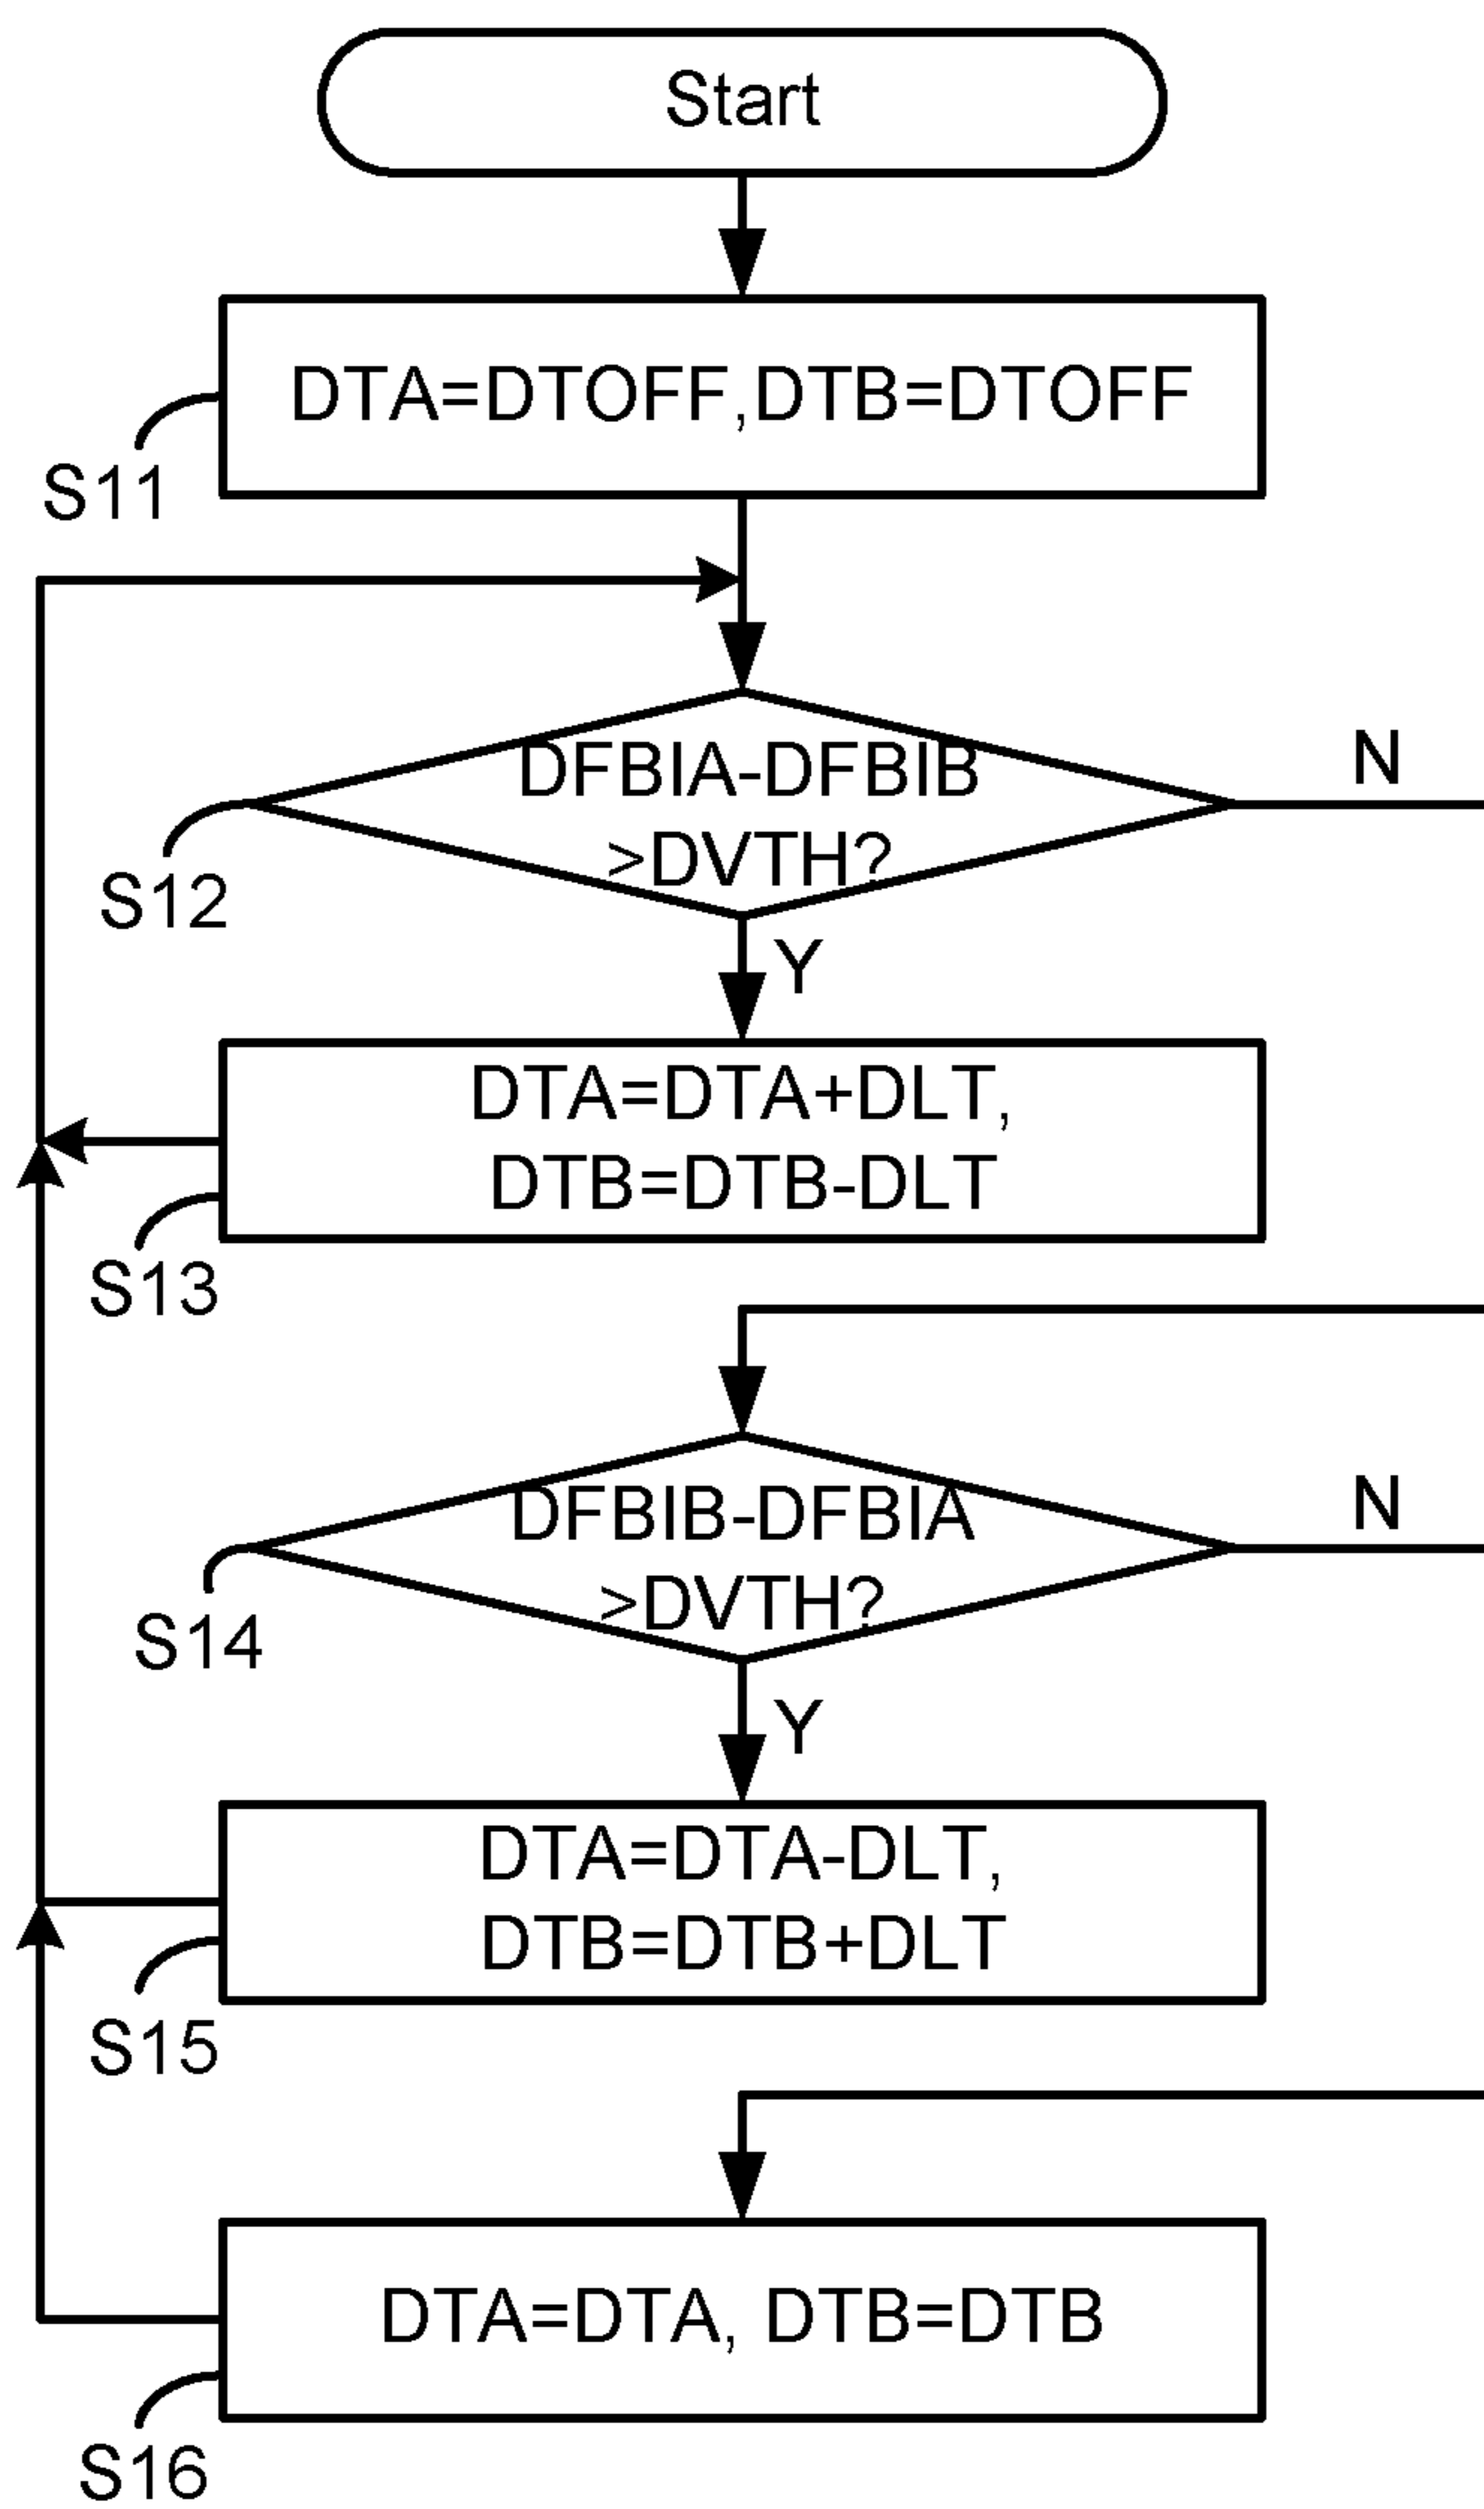 Start
DTA=DTOFF,DTB=DTOFF
S11
DFBIA-DFBIB
>DVTH?
N
S12
Y
DTA=DTA+DLT,
DTB=DTB-DLT
S13
DFBIB-DFBIA
>DVTH?
N
S14
Y
DTA=DTA-DLT,
DTB=DTB+DLT
S15
DTA=DTA, DTB=DTB
S16